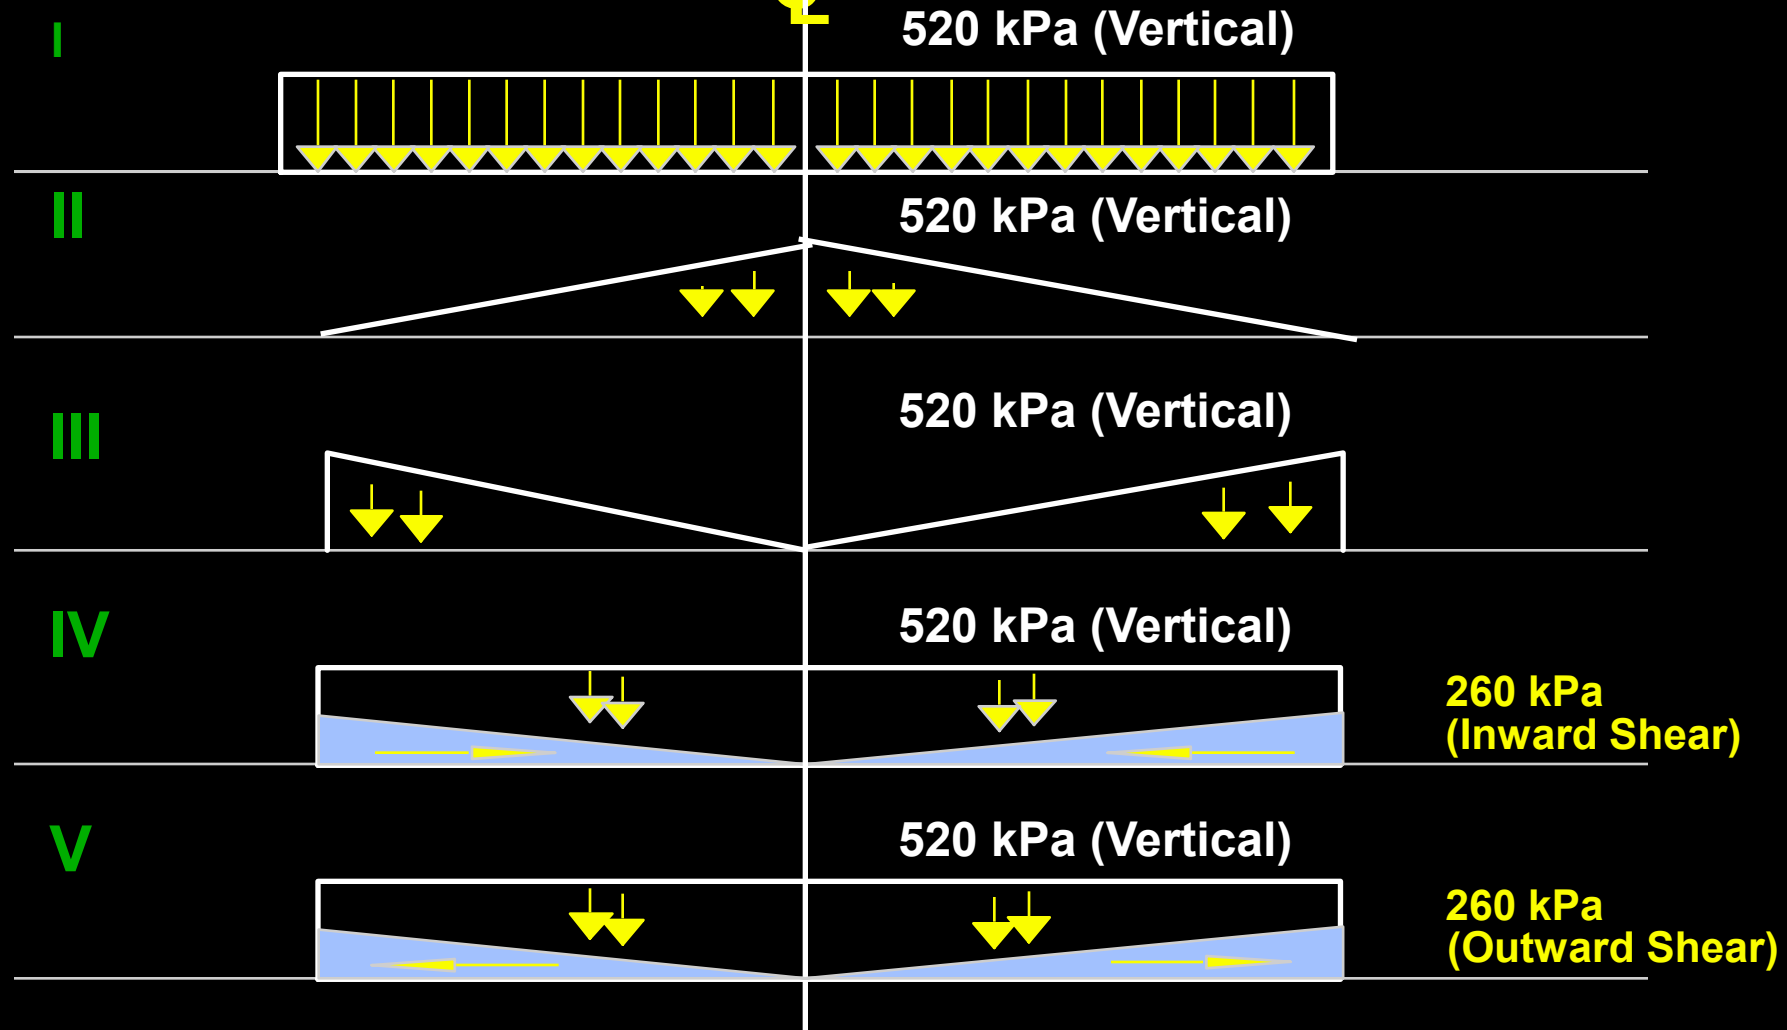 ℄
I
520 kPa (Vertical)
II
520 kPa (Vertical)
III
520 kPa (Vertical)
IV
520 kPa (Vertical)
260 kPa
(Inward Shear)
V
520 kPa (Vertical)
260 kPa
(Outward Shear)